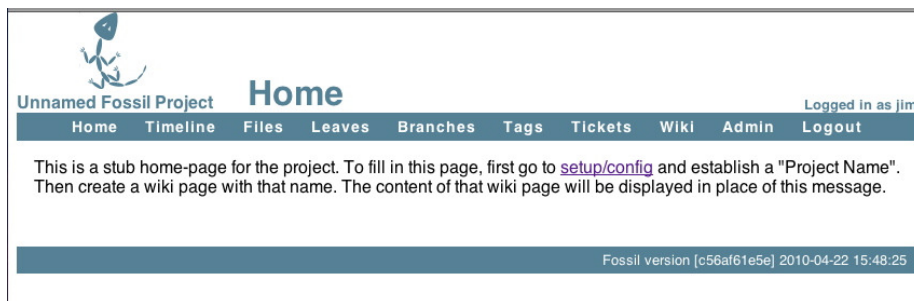 Unnamed Fossil Project Home Logged in as jim
Home Timeline Files Leaves Branches Tags Tickets Wiki Admin Logout
This is a stub home-page for the project. To fill in this page, first go to setup/config and establish a "Project Name".
Then create a wiki page with that name. The content of that wiki page will be displayed in place of this message.
Fossil version [c56af61e5e] 2010-04-22 15:48:25